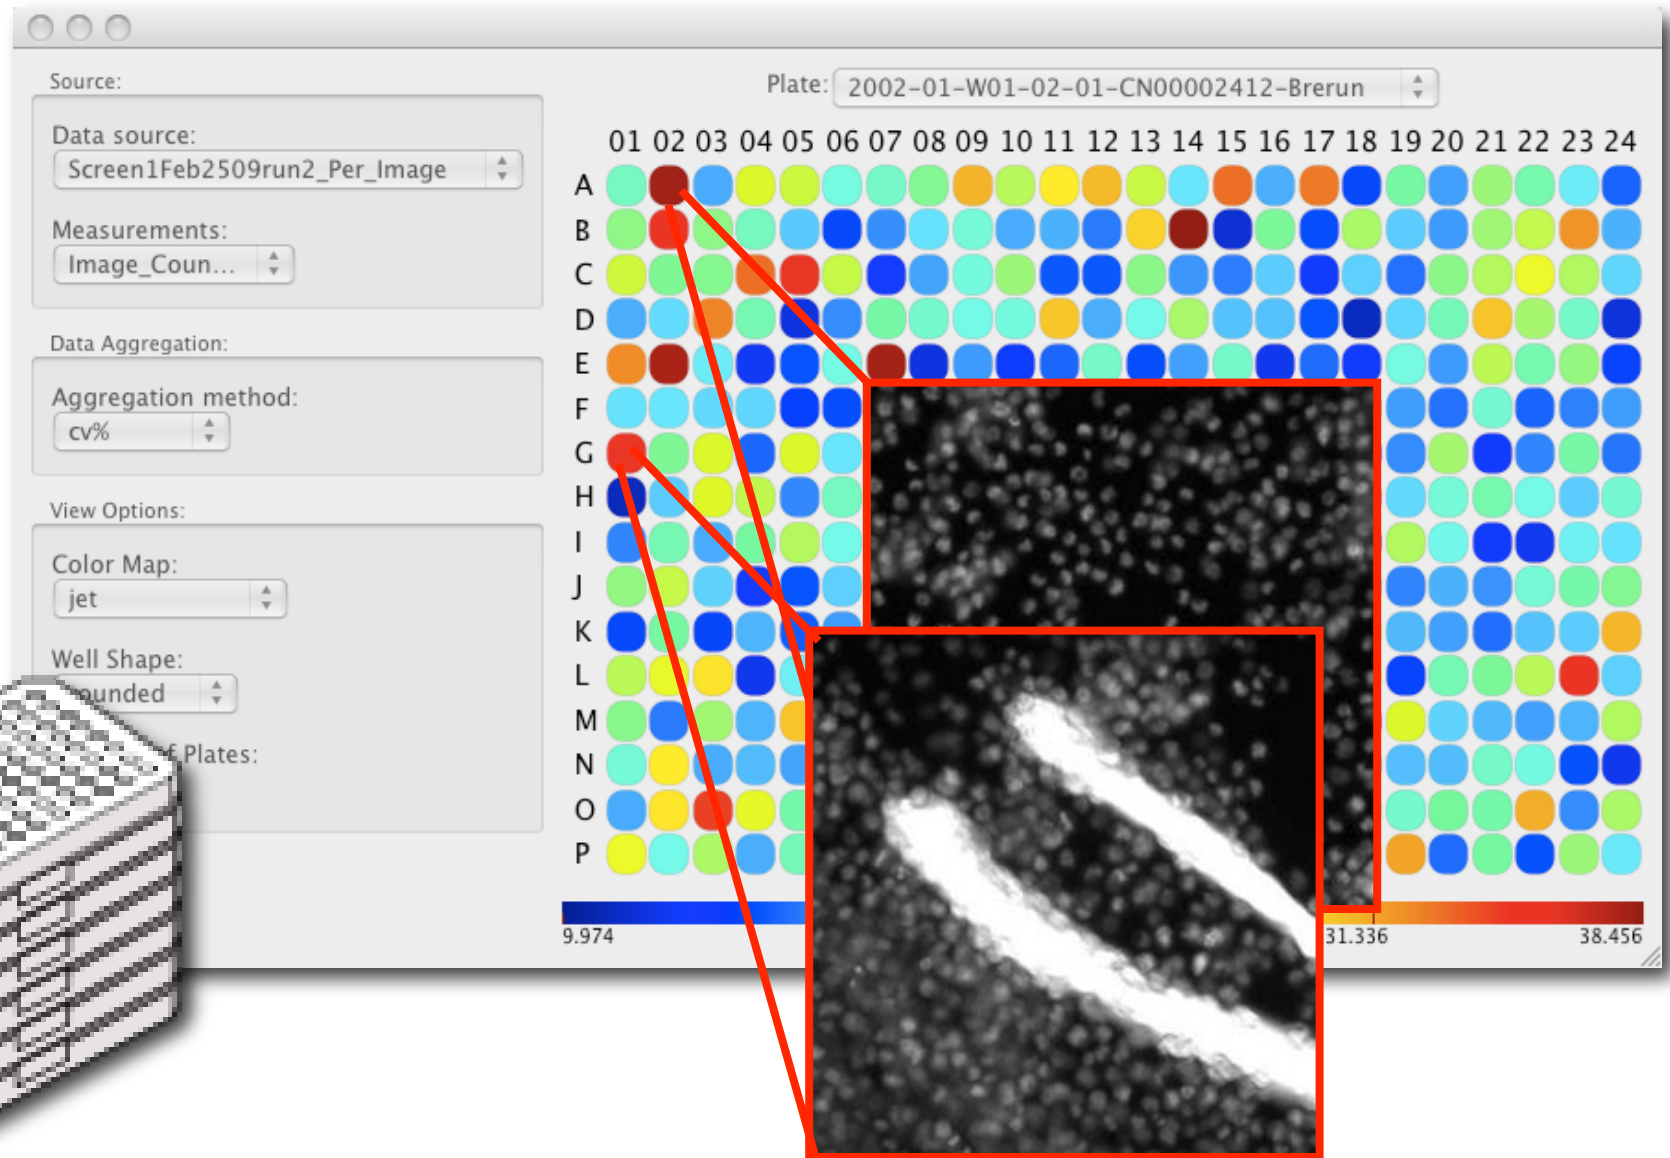 Source:
Data source:
Screen1Feb2509run2_Per_Image
Measurements:
Image_Coun...
Data Aggregation:
Aggregation method:
cv%
View Options:
Color Map:
jet
Well Shape:
Plates:
Plate: 2002-01-W01-02-01-CN00002412-Brerun
01 02 03 04 05 06 07 08 09 10 11 12 13 14 15 16 17 18 19 20 21 22 23 24
A
B
C
D
E
F
G
H
I
J
K
L
M
N
O
P
9.974 31.336 38.456